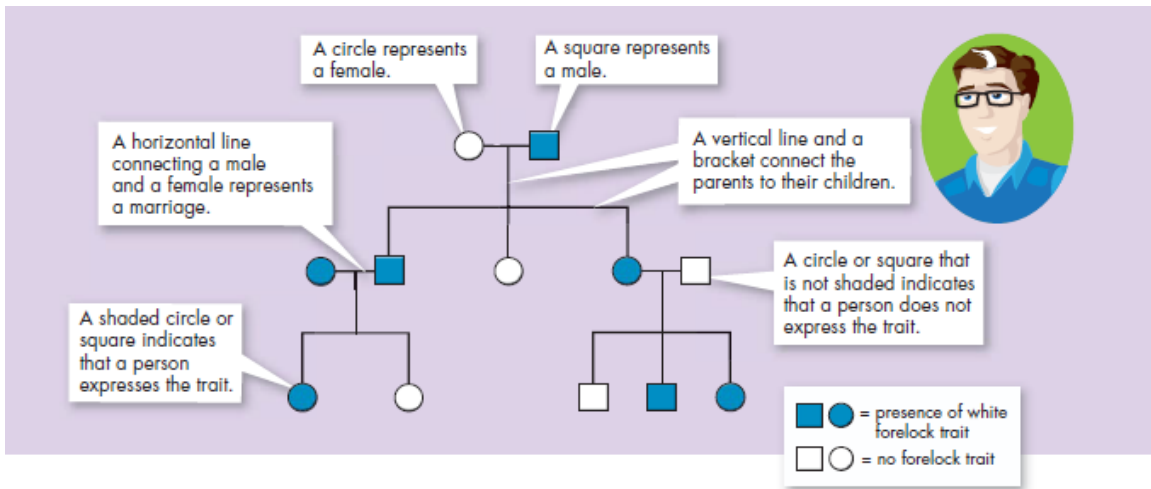 A circle represents
a female.
A square represents
a male.
A horizontal line
connecting a male
and a female represents
a marriage.
A vertical line and a
bracket connect the
parents to their children.
A circle or square that
is not shaded indicates
that a person does not
express the trait.
A shaded circle or
square indicates
that a person
expresses the trait.
= presence of white
forelock trait
= no forelock trait